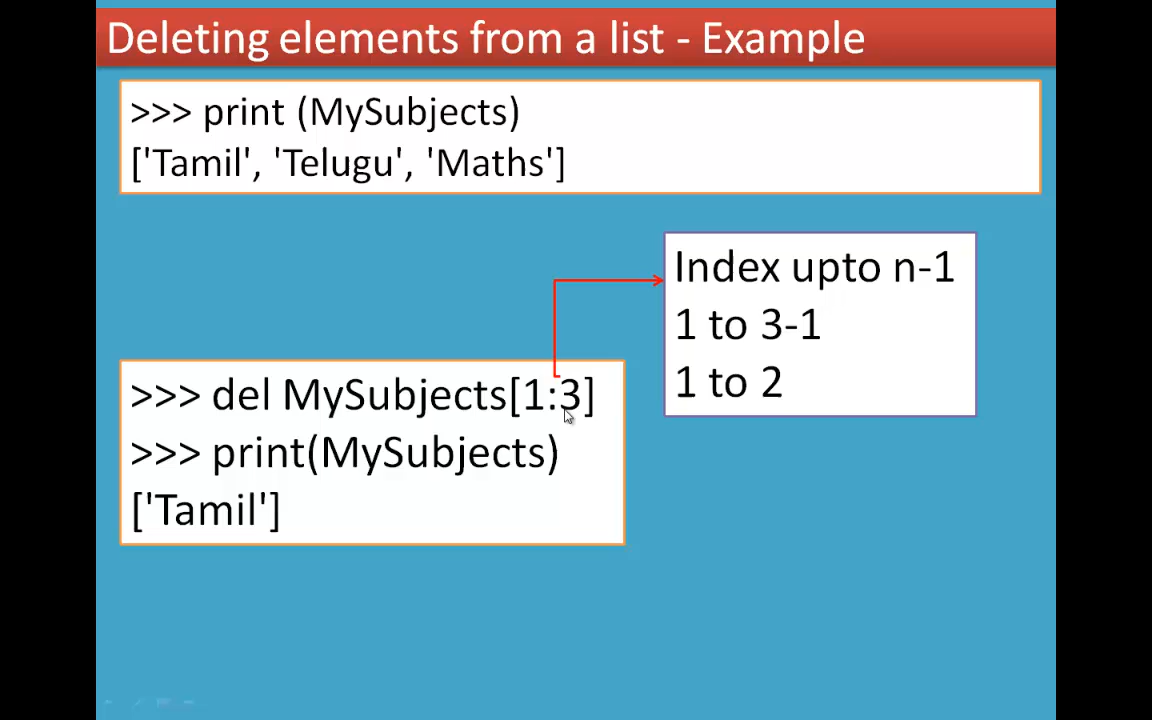 Deleting elements from a list - Example
>>> print (MySubjects)
['Tamil', 'Telugu', 'Maths']
Index upto n-1
1 to 3-1
1 to 2
>>> del MySubjects[1:3]
>>> print(MySubjects)
['Tamil']